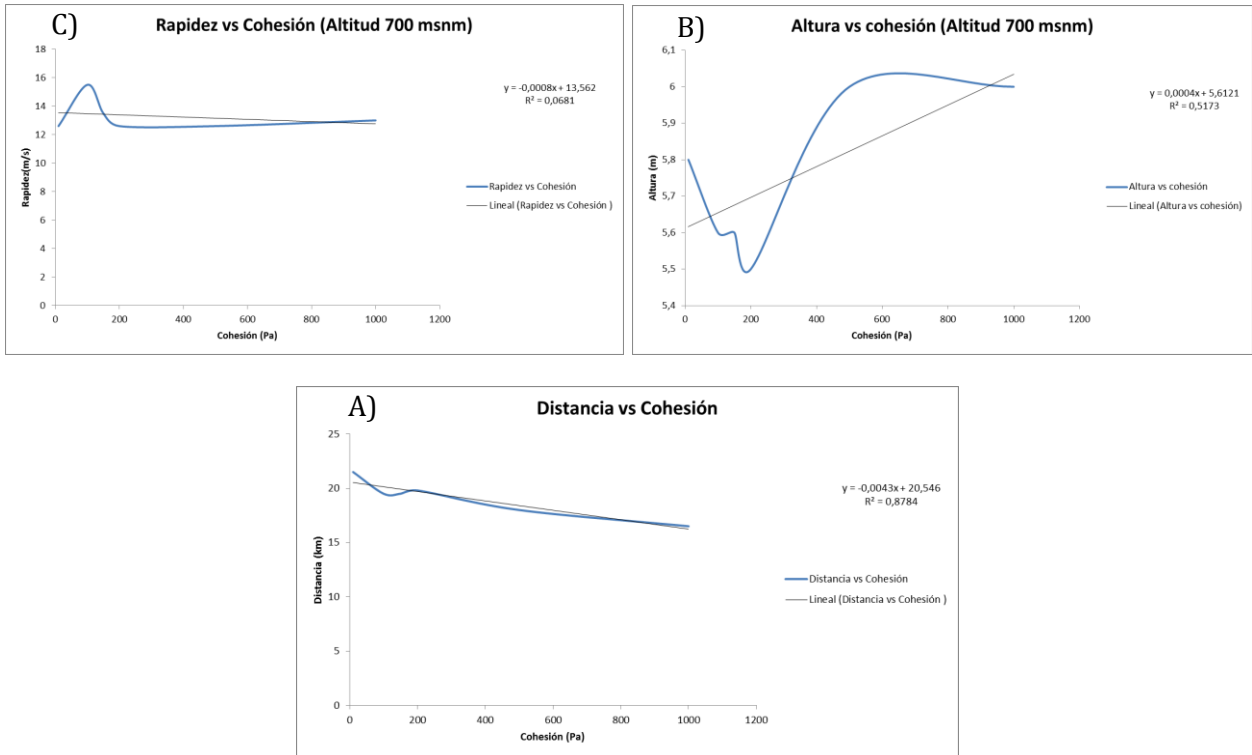 C)
Rapidez vs Cohesión (Altitud 700 msnm)
18
16
14
12
10
8
6
4
2
0
Rapidez(m/s)
0 200 400 600 800 1000 1200
Cohesión (Pa)
y = -0,0008x + 13,562
R² = 0,0681
Rapidez vs Cohesión
Lineal (Rapidez vs Cohesión )
B)
Altura vs cohesión (Altitud 700 msnm)
6,1
6
5,9
5,8
5,7
5,6
5,5
5,4
Altura (m)
0 200 400 600 800 1000 1200
Cohesión (Pa)
y = 0,0004x + 5,6121
R² = 0,5173
Altura vs cohesión
Lineal (Altura vs cohesión)
A)
Distancia vs Cohesión
25
20
15
10
5
0
Distancia (km)
0 200 400 600 800 1000 1200
Cohesión (Pa)
y = -0,0043x + 20,546
R² = 0,8784
Distancia vs Cohesión
Lineal (Distancia vs Cohesión )